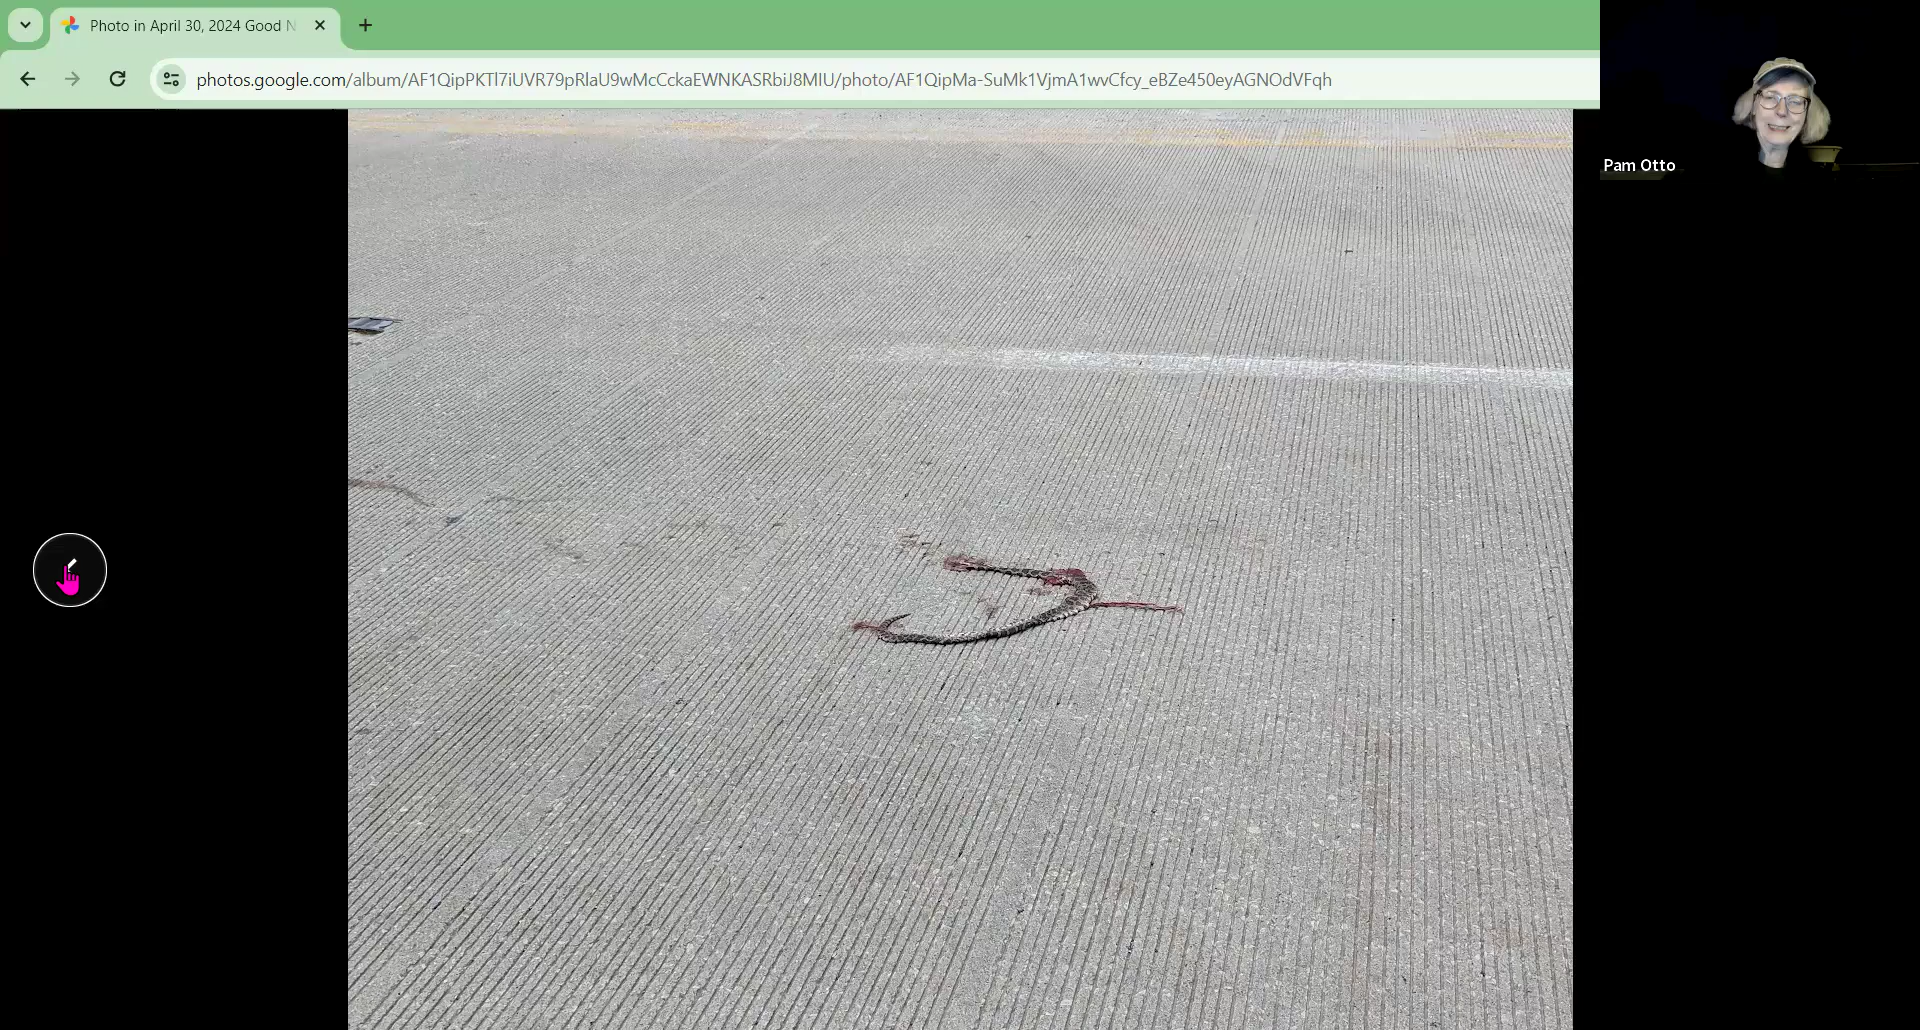 Photo in April 30, 2024 Good N
photos.google.com/album/AF1QipPKTl7iUVR79pRlaU9wMcCckaEWNKASRbiJ8MIU/photo/AF1QipMa-SuMk1VjmA1wvCfcy_eBZe450eyAGNOdVFqh
Pam Otto